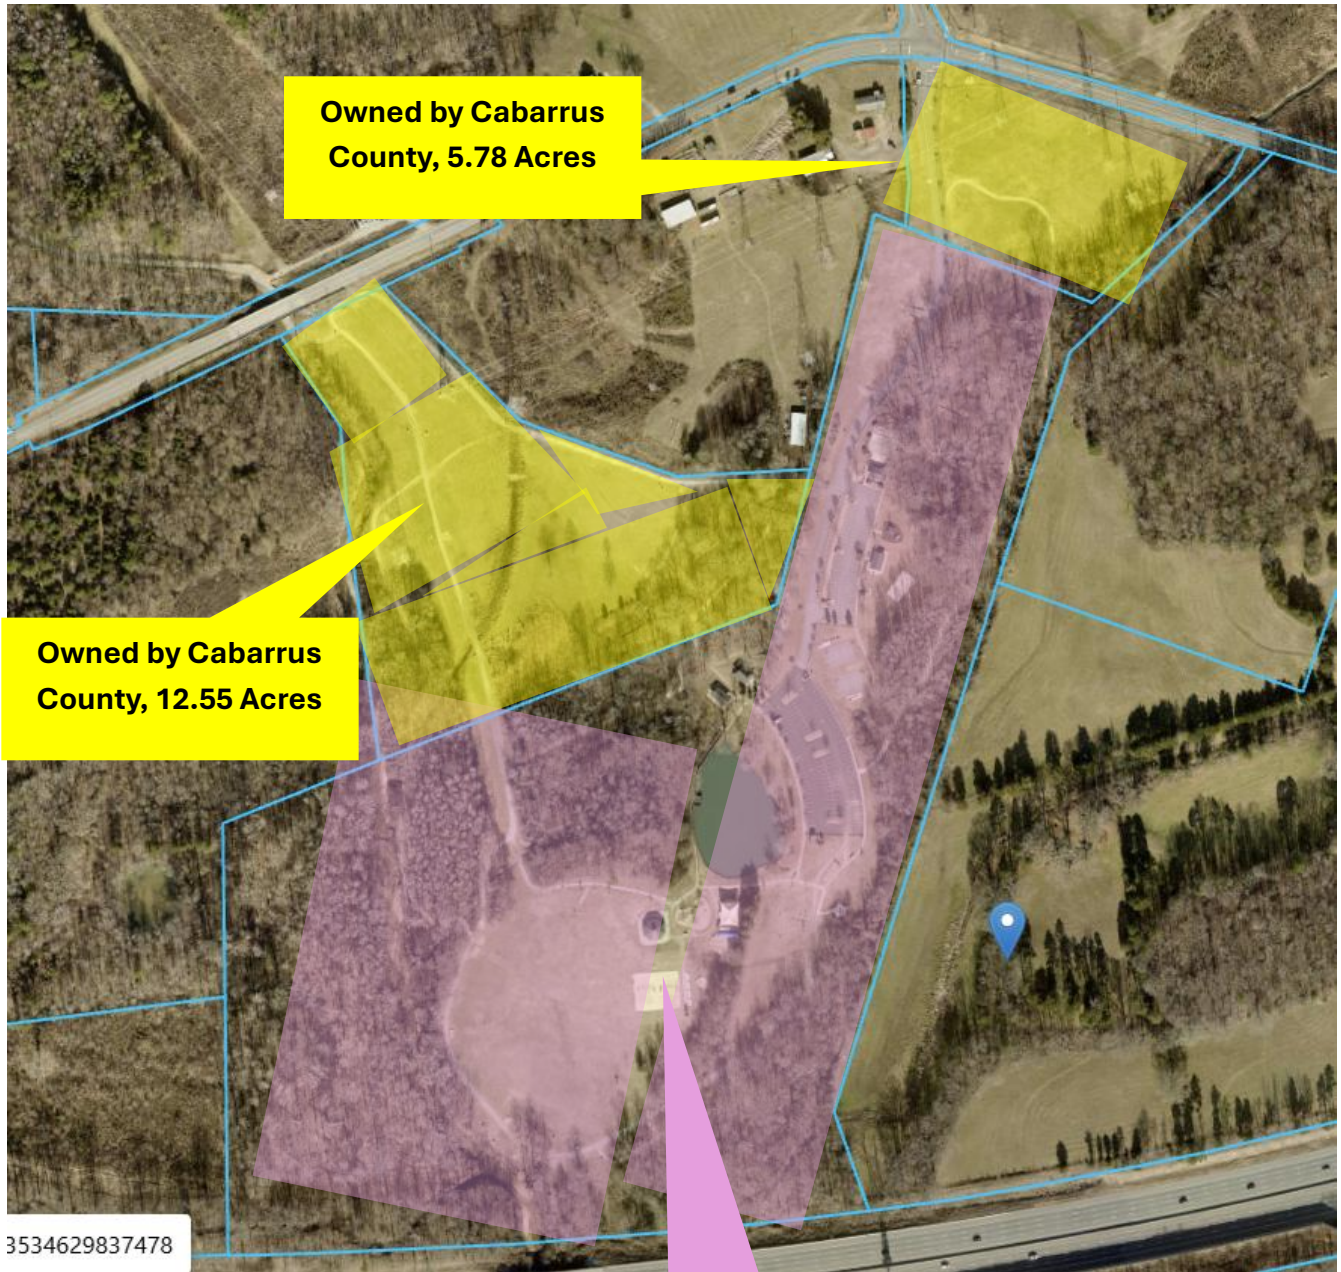 Owned by Cabarrus
County, 5.78 Acres
Owned by Cabarrus
County, 12.55 Acres
3534629837478